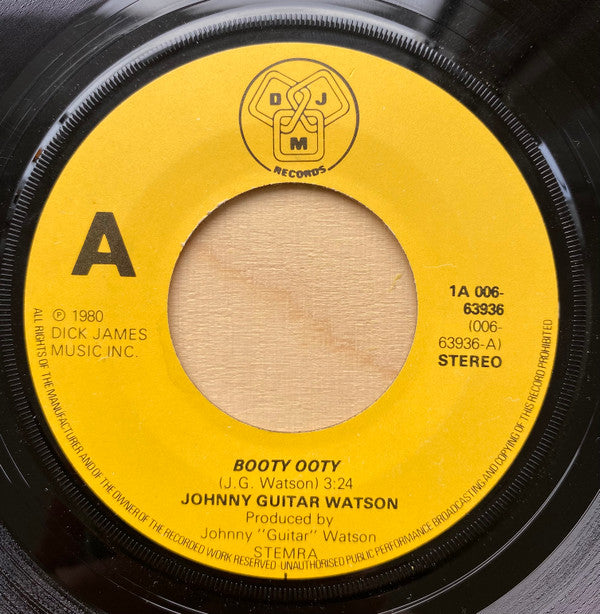 D J M
RECORDS
A
1A 006-
63936
(006-
63936-A)
STEREO
℗ 1980
DICK JAMES
MUSIC INC.
BOOTY OOTY
(J.G. Watson) 3:24
JOHNNY GUITAR WATSON
Produced by
Johnny "Guitar" Watson
STEMRA
ALL RIGHTS OF THE MANUFACTURER AND OF THE OWNER OF THE RECORDED WORK RESERVED · UNAUTHORISED PUBLIC PERFORMANCE BROADCASTING AND COPYING OF THIS RECORD PROHIBITED